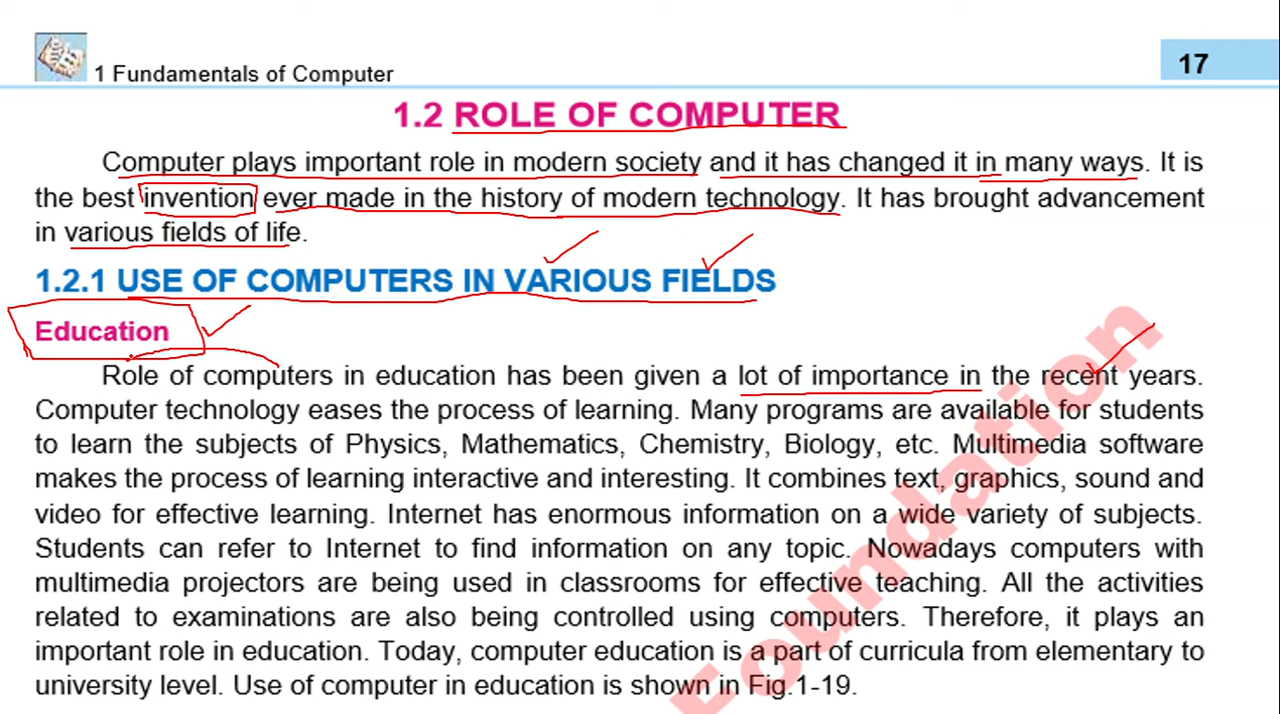 1 Fundamentals of Computer
17
1.2 ROLE OF COMPUTER
Computer plays important role in modern society and it has changed it in many ways. It is
the best invention ever made in the history of modern technology. It has brought advancement
in various fields of life.
1.2.1 USE OF COMPUTERS IN VARIOUS FIELDS
Education
Role of computers in education has been given a lot of importance in the recent years.
Computer technology eases the process of learning. Many programs are available for students
to learn the subjects of Physics, Mathematics, Chemistry, Biology, etc. Multimedia software
makes the process of learning interactive and interesting. It combines text, graphics, sound and
video for effective learning. Internet has enormous information on a wide variety of subjects.
Students can refer to Internet to find information on any topic. Nowadays computers with
multimedia projectors are being used in classrooms for effective teaching. All the activities
related to examinations are also being controlled using computers. Therefore, it plays an
important role in education. Today, computer education is a part of curricula from elementary to
university level. Use of computer in education is shown in Fig.1-19.
Foundation